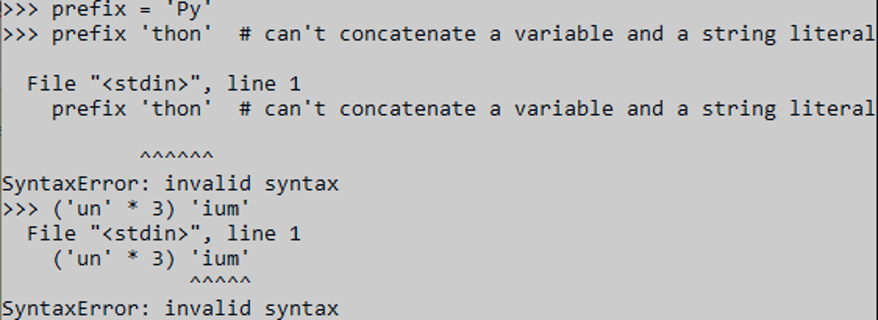 >>> prefix = 'Py'
>>> prefix 'thon'  # can't concatenate a variable and a string literal
  File "<stdin>", line 1
    prefix 'thon'  # can't concatenate a variable and a string literal
           ^^^^^^
SyntaxError: invalid syntax
>>> ('un' * 3) 'ium'
  File "<stdin>", line 1
    ('un' * 3) 'ium'
               ^^^^^
SyntaxError: invalid syntax